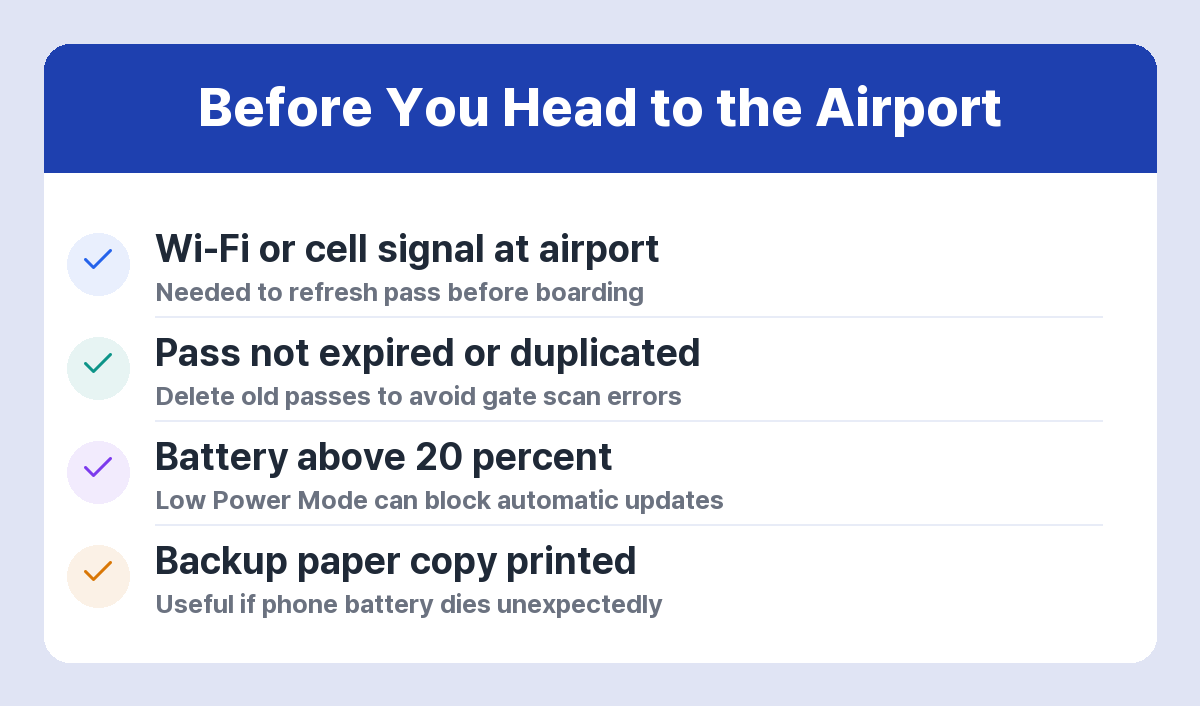 Before You Head to the Airport
Wi-Fi or cell signal at airport
Needed to refresh pass before boarding
Pass not expired or duplicated
Delete old passes to avoid gate scan errors
Battery above 20 percent
Low Power Mode can block automatic updates
Backup paper copy printed
Useful if phone battery dies unexpectedly